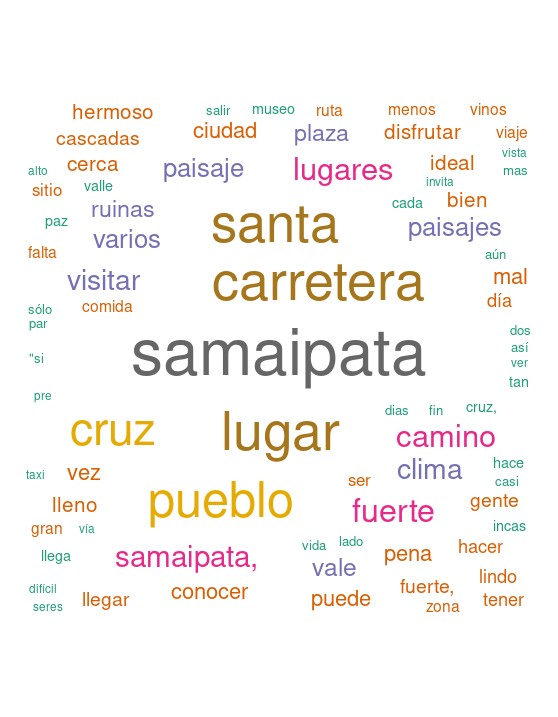 hermoso salir museo ruta menos vinos
cascadas ciudad plaza disfrutar viaje
cerca paisaje lugares ideal vista
alto mas
sitio valle invita
paz ruinas santa cada bien
falta varios paisajes
aún
visitar carretera mal
sólo comida día
par
"si samaipata dos
así
ver
pre tan
cruz lugar dias fin cruz,
camino
taxi vez clima hace
casi
lleno pueblo ser fuerte gente
gran vía incas
llega samaipata, vida lado pena hacer
vale
difícil conocer fuerte, lindo
seres llegar puede zona tener